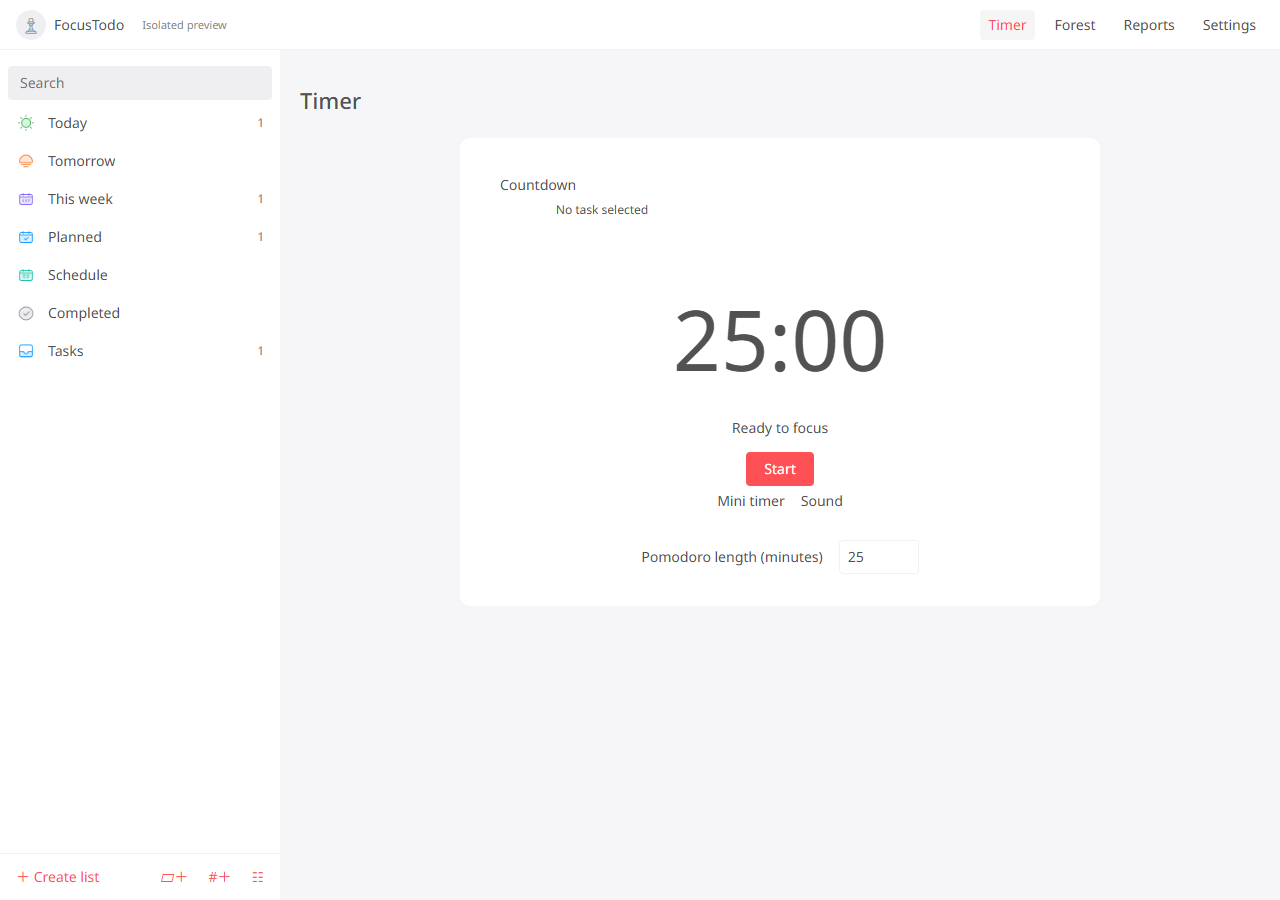 FocusTodo
Isolated preview
Timer
Forest
Reports
Settings
Search
Today 1
Tomorrow
This week 1
Planned 1
Schedule
Completed
Tasks 1
+ Create list
#+
Timer
Countdown
No task selected
25:00
Ready to focus
Start
Mini timer
Sound
Pomodoro length (minutes) 25